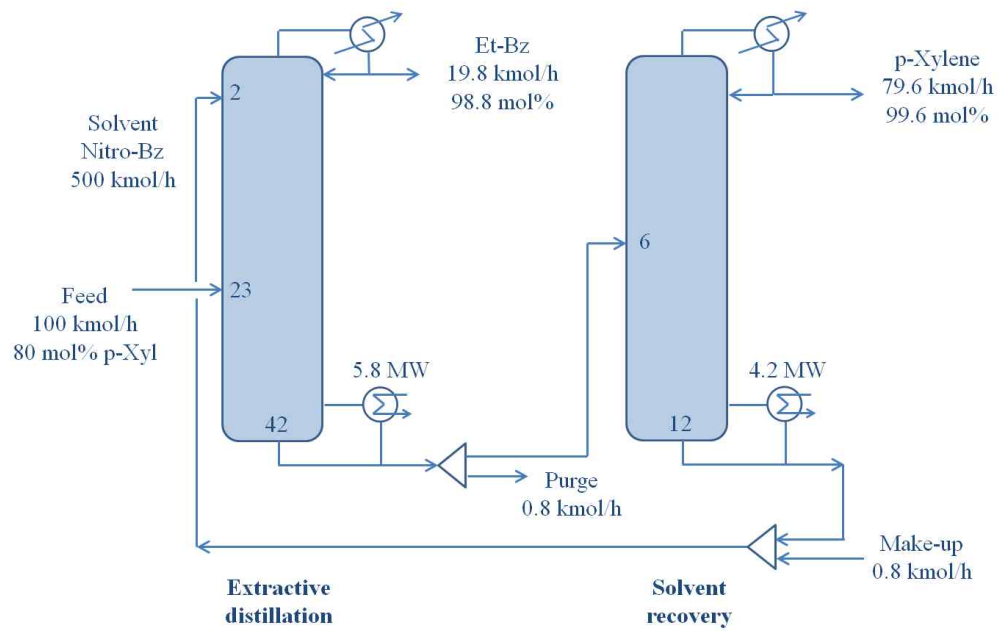 Et-Bz
19.8 kmol/h
98.8 mol%
p-Xylene
79.6 kmol/h
99.6 mol%
2
Solvent
Nitro-Bz
500 kmol/h
6
23
Feed
100 kmol/h
80 mol% p-Xyl
5.8 MW
4.2 MW
42
12
Purge
0.8 kmol/h
Make-up
0.8 kmol/h
Extractive
distillation
Solvent
recovery